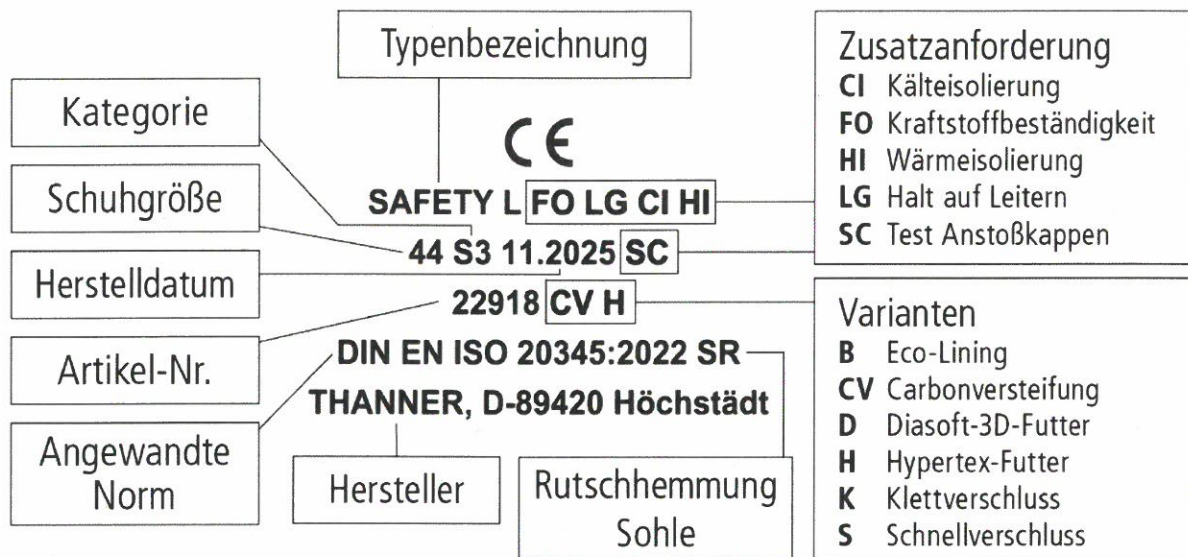 Typenbezeichnung
Kategorie
Schuhgröße
Herstelldatum
Artikel-Nr.
Angewandte
Norm
CE
SAFETY L FO LG CI HI
44 S3 11.2025 SC
22918 CV H
DIN EN ISO 20345:2022 SR
THANNER, D-89420 Höchstädt
Hersteller
Rutschhemmung
Sohle
Zusatzanforderung
CI Kälteisolierung
FO Kraftstoffbeständigkeit
HI Wärmeisolierung
LG Halt auf Leitern
SC Test Anstoßkappen
Varianten
B Eco-Lining
CV Carbonversteifung
D Diasoft-3D-Futter
H Hypertex-Futter
K Klettverschluss
S Schnellverschluss